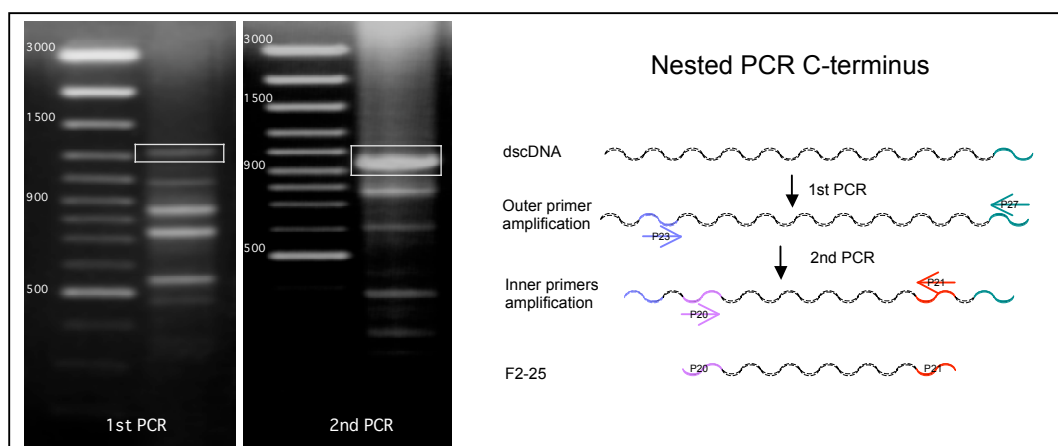 3000
1500
900
500
1st PCR
3000
1500
900
500
2nd PCR
Nested PCR C-terminus
dscDNA
1st PCR
Outer primer
amplification
P27
P23
2nd PCR
Inner primers
amplification
P21
P20
F2-25
P20
P21